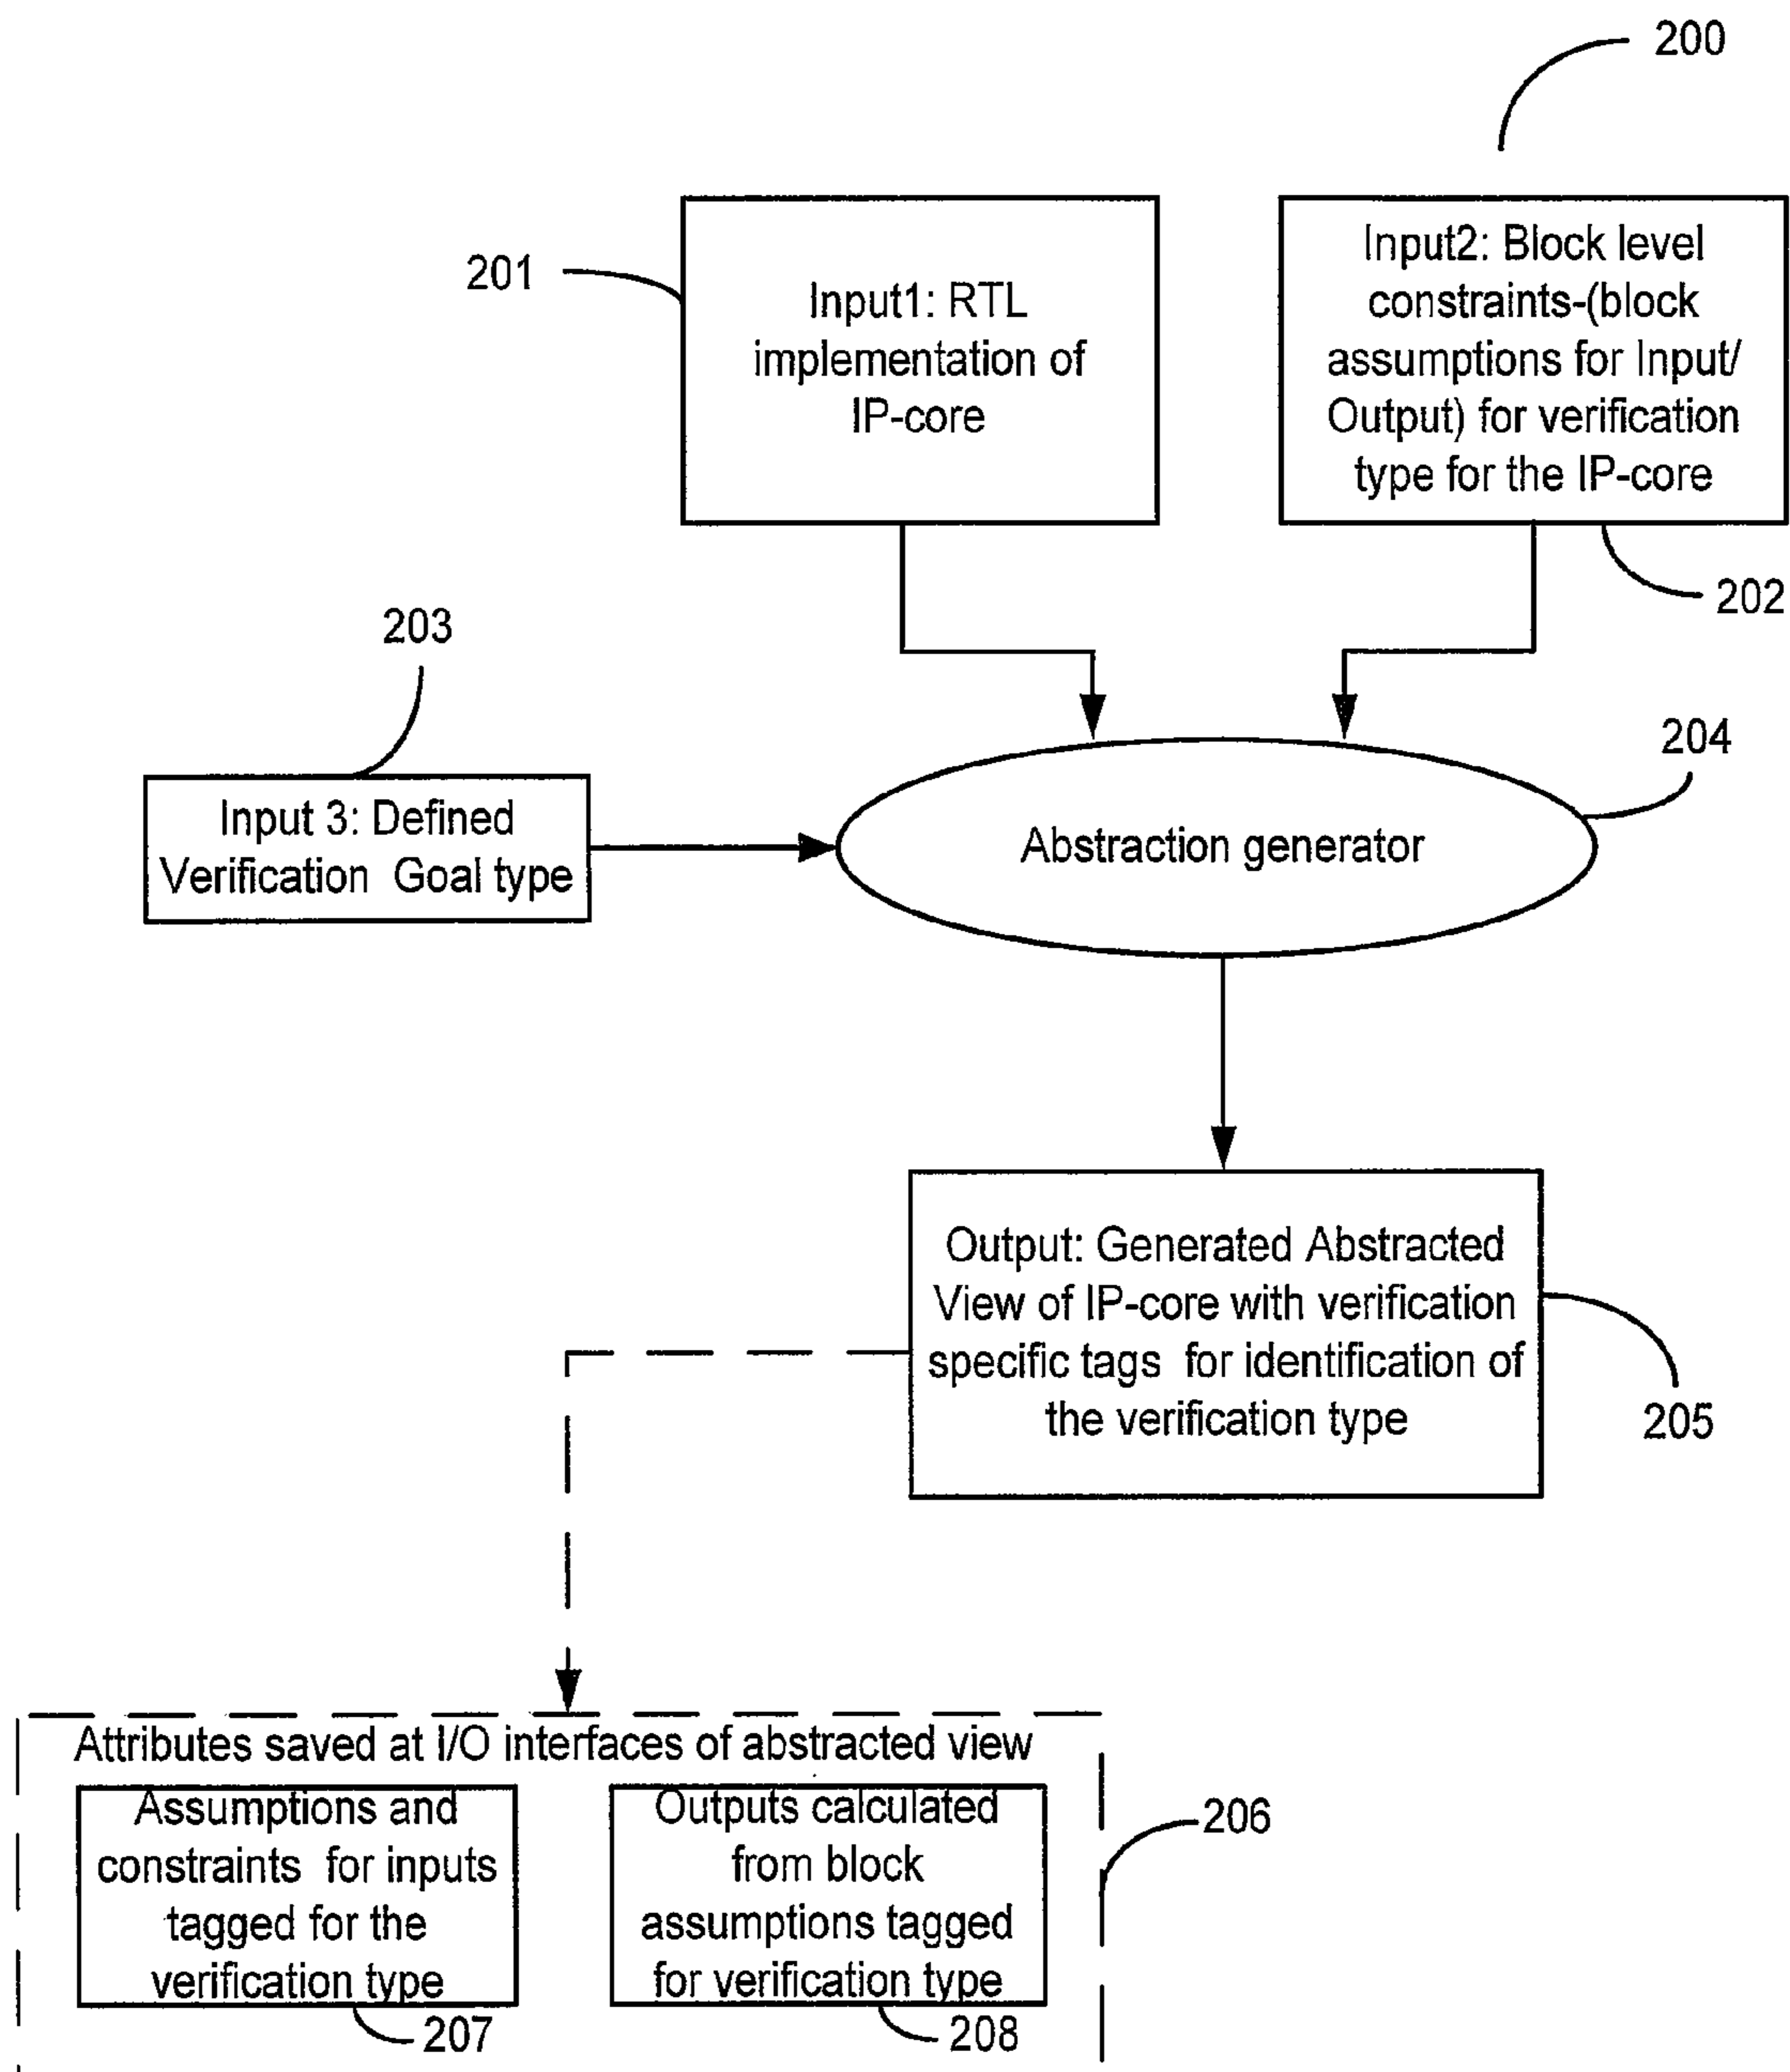 200
201
Input1: RTL
implementation of
IP-core
Input2: Block level
constraints-(block
assumptions for Input/
Output) for verification
type for the IP-core
202
203
Input 3: Defined
Verification Goal type
204
Abstraction generator
Output: Generated Abstracted
View of IP-core with verification
specific tags for identification of
the verification type
205
Attributes saved at I/O interfaces of abstracted view
Assumptions and
constraints for inputs
tagged for the
verification type
207
Outputs calculated
from block
assumptions tagged
for verification type
208
206